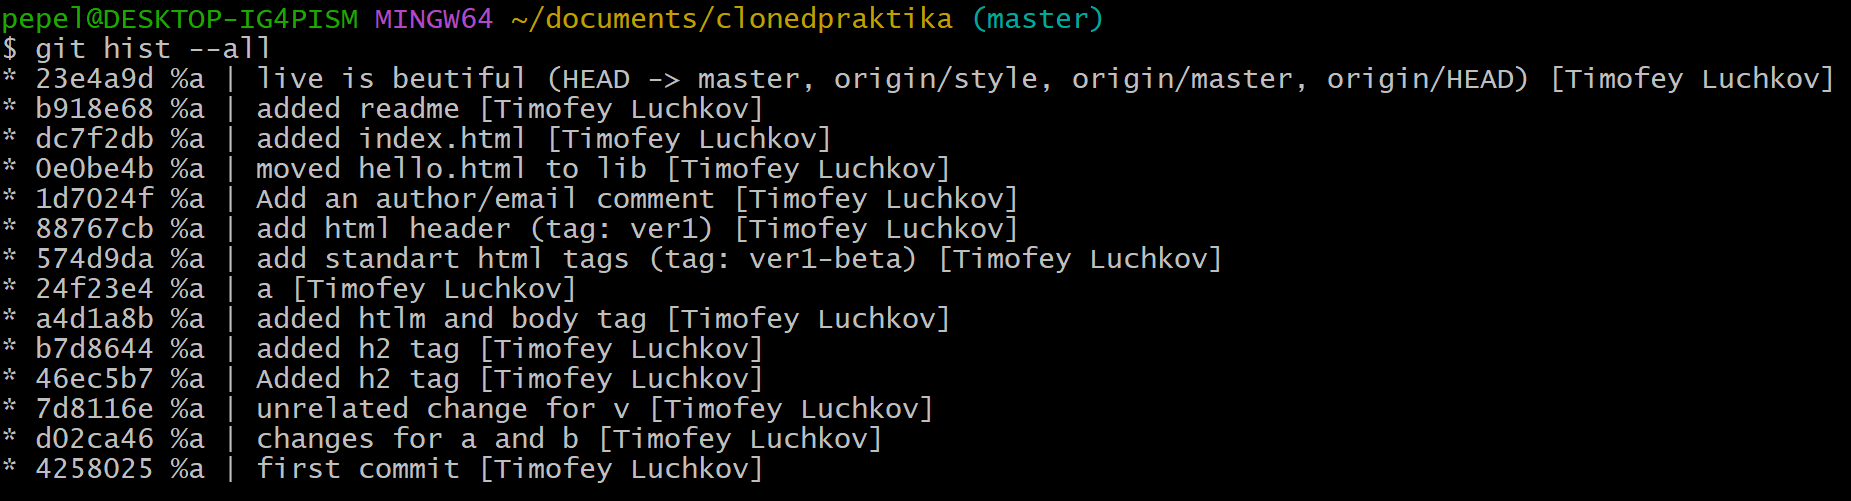 pepel@DESKTOP-IG4PISM MINGW64 ~/documents/clonedpraktika (master)
$ git hist --all
* 23e4a9d %a | live is beutiful (HEAD -> master, origin/style, origin/master, origin/HEAD) [Timofey Luchkov]
* b918e68 %a | added readme [Timofey Luchkov]
* dc7f2db %a | added index.html [Timofey Luchkov]
* 0e0be4b %a | moved hello.html to lib [Timofey Luchkov]
* 1d7024f %a | Add an author/email comment [Timofey Luchkov]
* 88767cb %a | add html header (tag: ver1) [Timofey Luchkov]
* 574d9da %a | add standart html tags (tag: ver1-beta) [Timofey Luchkov]
* 24f23e4 %a | a [Timofey Luchkov]
* a4d1a8b %a | added htlm and body tag [Timofey Luchkov]
* b7d8644 %a | added h2 tag [Timofey Luchkov]
* 46ec5b7 %a | Added h2 tag [Timofey Luchkov]
* 7d8116e %a | unrelated change for v [Timofey Luchkov]
* d02ca46 %a | changes for a and b [Timofey Luchkov]
* 4258025 %a | first commit [Timofey Luchkov]